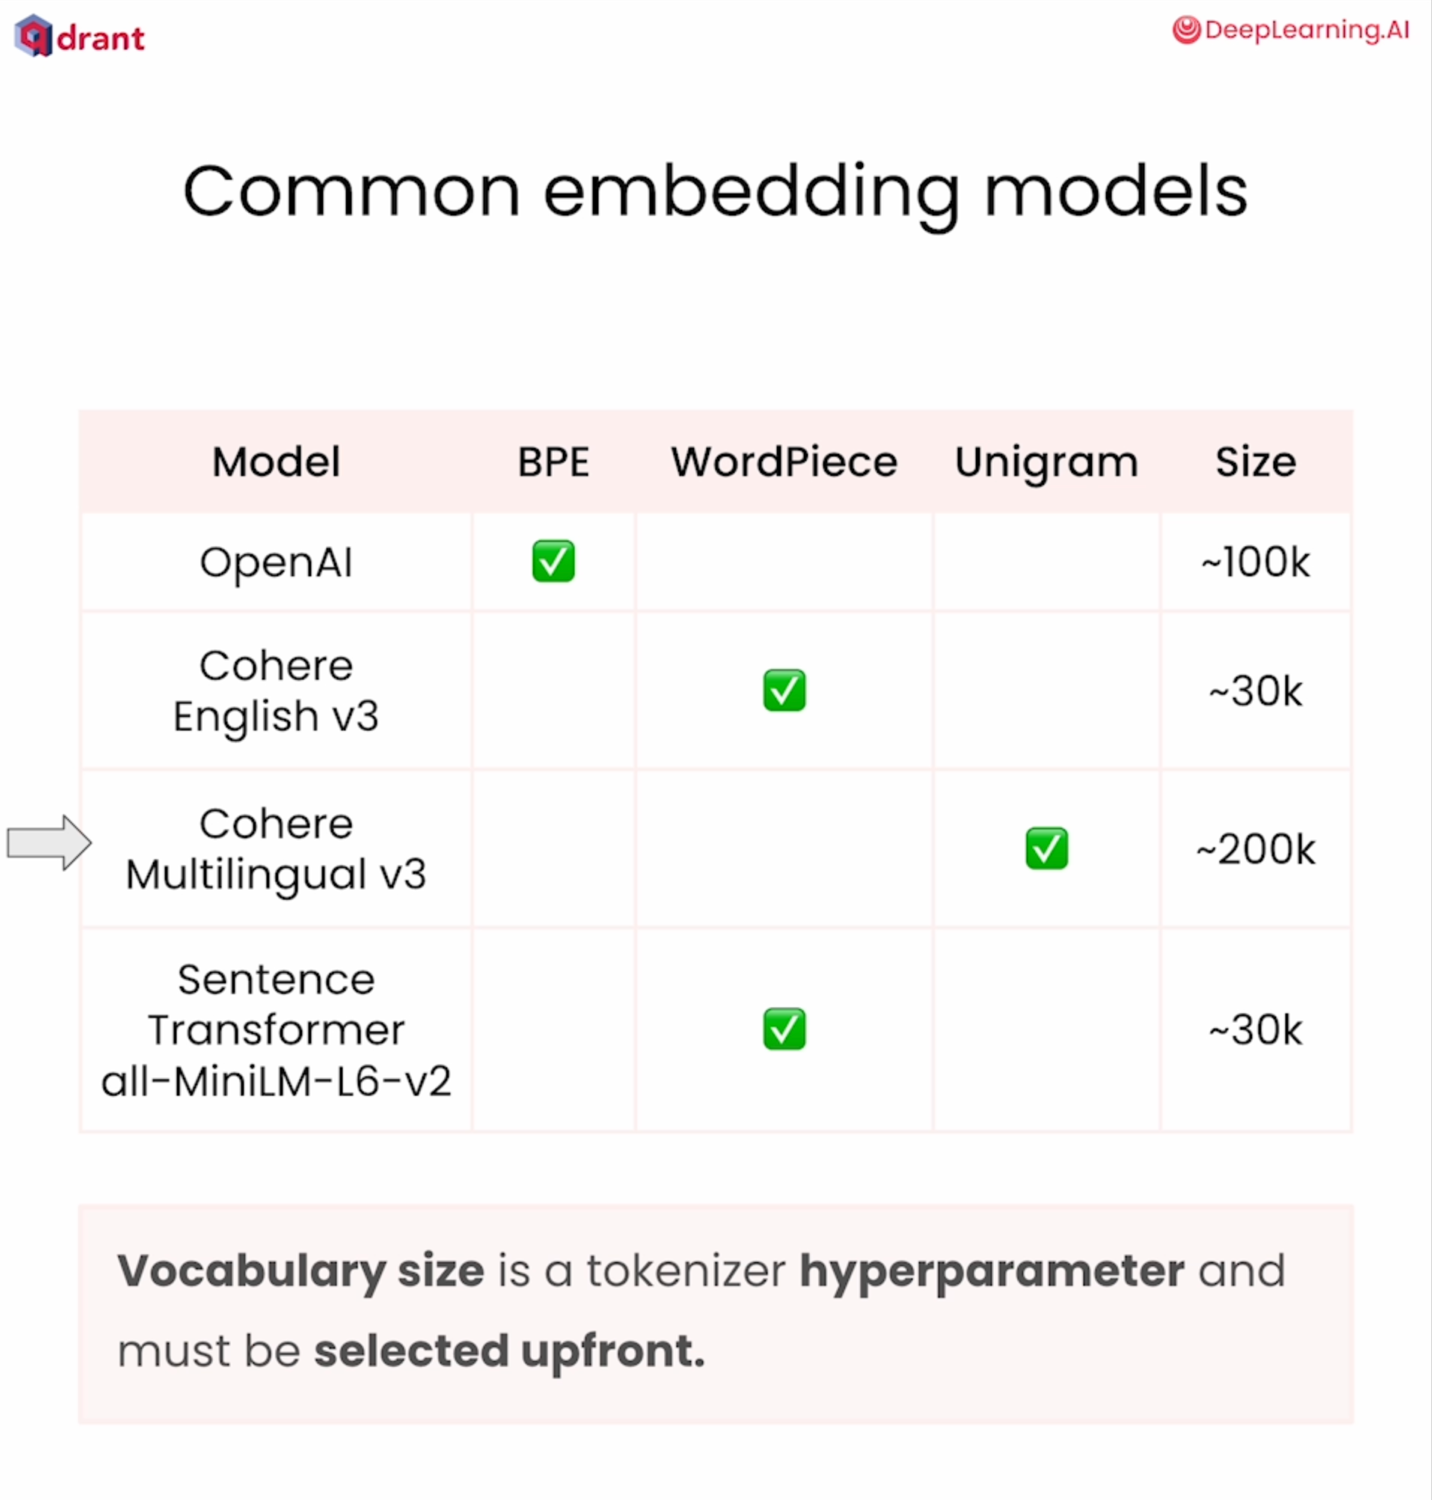 qdrant
DeepLearning.AI
Common embedding models
Model BPE WordPiece Unigram Size
OpenAI ✅ ~100k
Cohere
English v3 ✅ ~30k
Cohere
Multilingual v3 ✅ ~200k
Sentence
Transformer
all-MiniLM-L6-v2 ✅ ~30k
Vocabulary size is a tokenizer hyperparameter and
must be selected upfront.